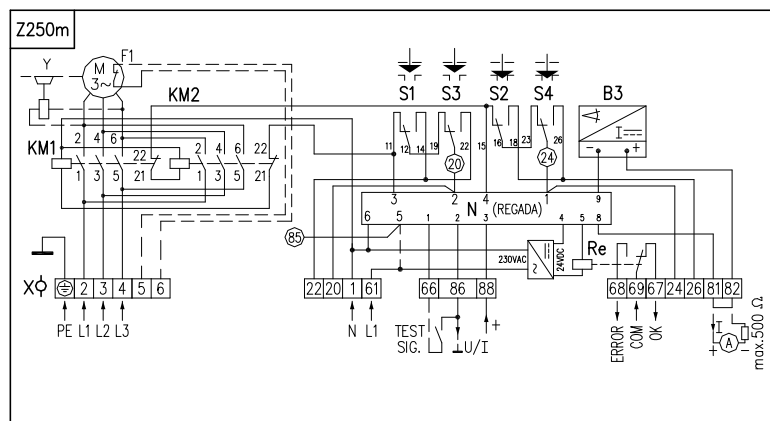 Z250m
Y
M
3~
F1
KM2
KM1
2 4 6
1 3 5
22
21
2 4 6
1 3 5
22
21
S1 S3 S2 S4 B3
11 12 14 19 22 15 16 18 23 26
20
24
I
- +
3 2 4 1 9
N (REGADA)
6 5 1 2 3 4 5 8
85
230VAC
24VDC
Re
X
2 3 4 5 6
22 20 1 61
66 86 88
68 69 67 24 26 81 82
PE L1 L2 L3
N L1
TEST
SIG.
U/I
+
ERROR
COM
OK
I
A
+ -
max.500 Ω